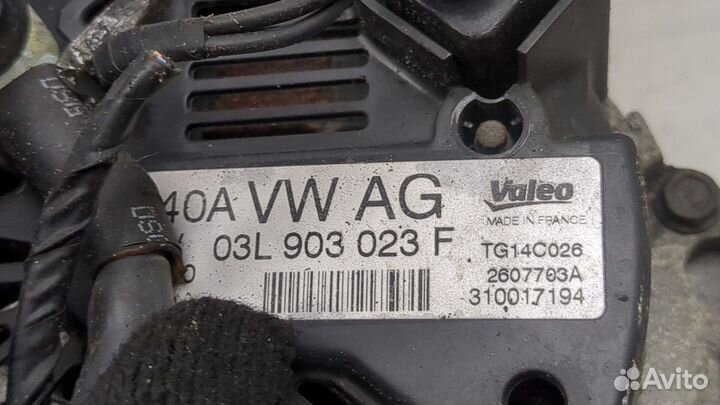 40A VW AG
Valeo
MADE IN FRANCE
03L 903 023 F
TG14C026
2607703A
310017194
Avito